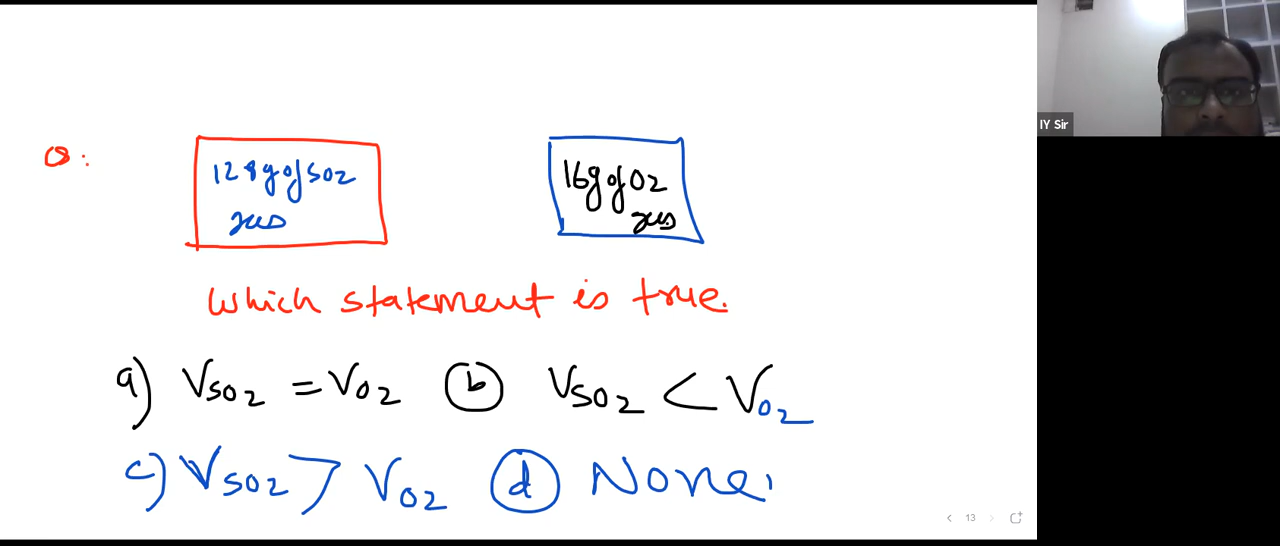 Q:
128g of SO2
gas
16g of O2
gas
Which statement is true.
a) VSO2 = VO2 (b) VSO2 < VO2
c) VSO2 > VO2 (d) None
IY Sir
13